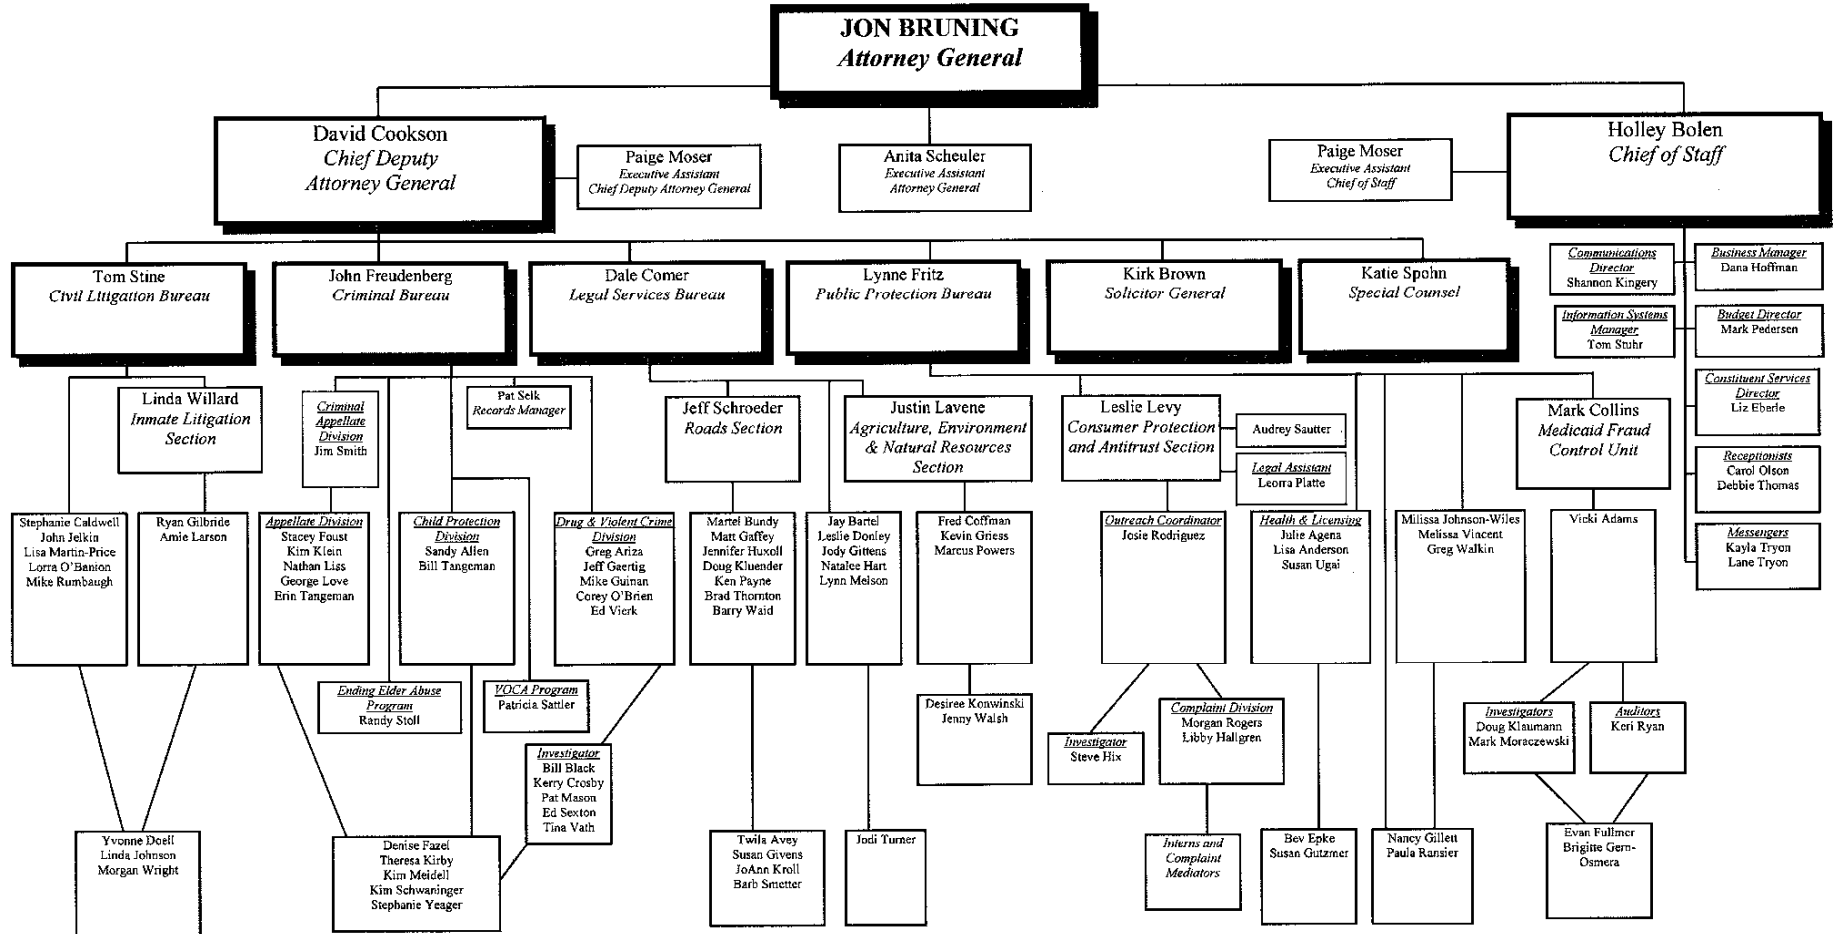 JON BRUNING
Attorney General
David Cookson
Chief Deputy
Attorney General
Paige Moser
Executive Assistant
Chief Deputy Attorney General
Anita Scheuler
Executive Assistant
Attorney General
Paige Moser
Executive Assistant
Chief of Staff
Holley Bolen
Chief of Staff
Tom Stine
Civil Litigation Bureau
John Freudenberg
Criminal Bureau
Dale Comer
Legal Services Bureau
Lynne Fritz
Public Protection Bureau
Kirk Brown
Solicitor General
Katie Spohn
Special Counsel
Communications
Director
Shannon Kingery
Business Manager
Dana Hoffman
Information Systems
Manager
Tom Stuhr
Budget Director
Mark Pedersen
Constituent Services
Director
Liz Eberle
Receptionists
Carol Olson
Debbie Thomas
Messengers
Kayla Tryon
Lane Tryon
Linda Willard
Inmate Litigation
Section
Criminal
Appellate
Division
Jim Smith
Pat Selk
Records Manager
Jeff Schroeder
Roads Section
Justin Lavene
Agriculture, Environment
& Natural Resources
Section
Leslie Levy
Consumer Protection
and Antitrust Section
Audrey Sautter
Legal Assistant
Leorra Platte
Mark Collins
Medicaid Fraud
Control Unit
Stephanie Caldwell
John Jelkin
Lisa Martin-Price
Lorra O'Banion
Mike Rumbaugh
Ryan Gilbride
Amie Larson
Appellate Division
Stacey Foust
Kim Klein
Nathan Liss
George Love
Erin Tangeman
Child Protection
Division
Sandy Allen
Bill Tangeman
Drug & Violent Crime
Division
Greg Ariza
Jeff Gaertig
Mike Guinan
Corey O'Brien
Ed Vierk
Martel Bundy
Matt Gaffey
Jennifer Huxoll
Doug Kluender
Ken Payne
Brad Thornton
Barry Waid
Jay Bartel
Leslie Donley
Jody Gittens
Natalee Hart
Lynn Melson
Fred Coffman
Kevin Griess
Marcus Powers
Outreach Coordinator
Josie Rodriguez
Health & Licensing
Julie Agena
Lisa Anderson
Susan Ugai
Milissa Johnson-Wiles
Melissa Vincent
Greg Walkin
Vicki Adams
Ending Elder Abuse
Program
Randy Stoll
VOCA Program
Patricia Sattler
Investigator
Bill Black
Kerry Crosby
Pat Mason
Ed Sexton
Tina Vath
Desiree Konwinski
Jenny Walsh
Investigator
Steve Hix
Complaint Division
Morgan Rogers
Libby Hallgren
Investigators
Doug Klaumann
Mark Moraczewski
Auditors
Keri Ryan
Yvonne Doell
Linda Johnson
Morgan Wright
Denise Fazel
Theresa Kirby
Kim Meidell
Kim Schwaninger
Stephanie Yeager
Twila Avey
Susan Givens
JoAnn Kroll
Barb Smetter
Jodi Turner
Interns and
Complaint
Mediators
Bev Epke
Susan Gutzmer
Nancy Gillett
Paula Ransier
Evan Fullmer
Brigitte Gern-
Osmera